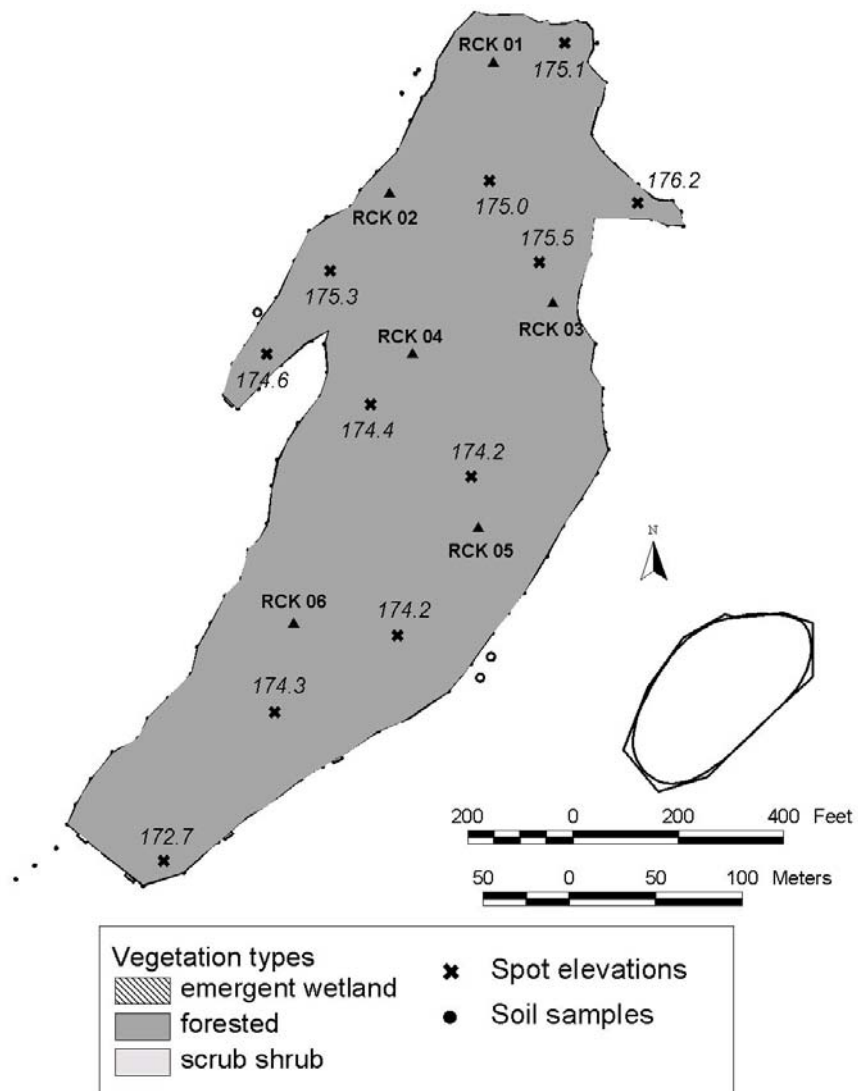 RCK 01
175.1
176.2
175.0
RCK 02
175.5
175.3
RCK 03
RCK 04
174.6
174.4
174.2
N
RCK 05
RCK 06
174.2
174.3
172.7
200 0 200 400 Feet
50 0 50 100 Meters
Vegetation types
emergent wetland
forested
scrub shrub
Spot elevations
Soil samples